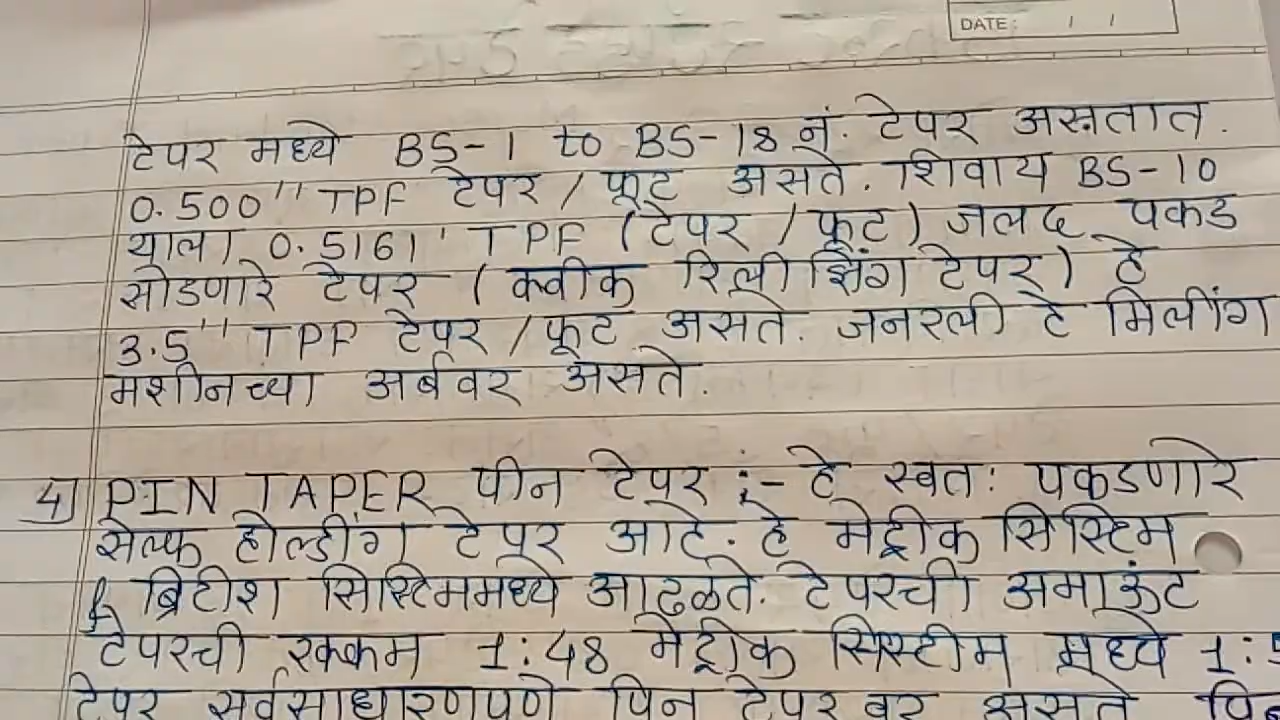 DATE: / /
टेपर मध्ये BS-1 to BS-18 नं. टेपर असतात.
0.500'' TPF टेपर / फूट असते. शिवाय BS-10
याला 0.5161' TPF (टेपर / फूट) जलद पकड
सोडणारे टेपर (क्वीक रिलीझिंग टेपर) हे
3.5'' TPF टेपर / फूट असते. जनरली हे मिलींग
मशीनच्या अर्बवर असते.
4) PIN TAPER पीन टेपर :- हे स्वतः पकडणारे
सेल्फ होल्डींग टेपर आहे. हे मेट्रीक सिस्टिम
& ब्रिटीश सिस्टिममध्ये आढळते. टेपरची अमाऊंट
टेपरची रक्कम 1:48 मेट्रीक सिस्टीम मध्ये 1:5
टेपर सर्वसाधारणपणे पिन टेपर वर असते